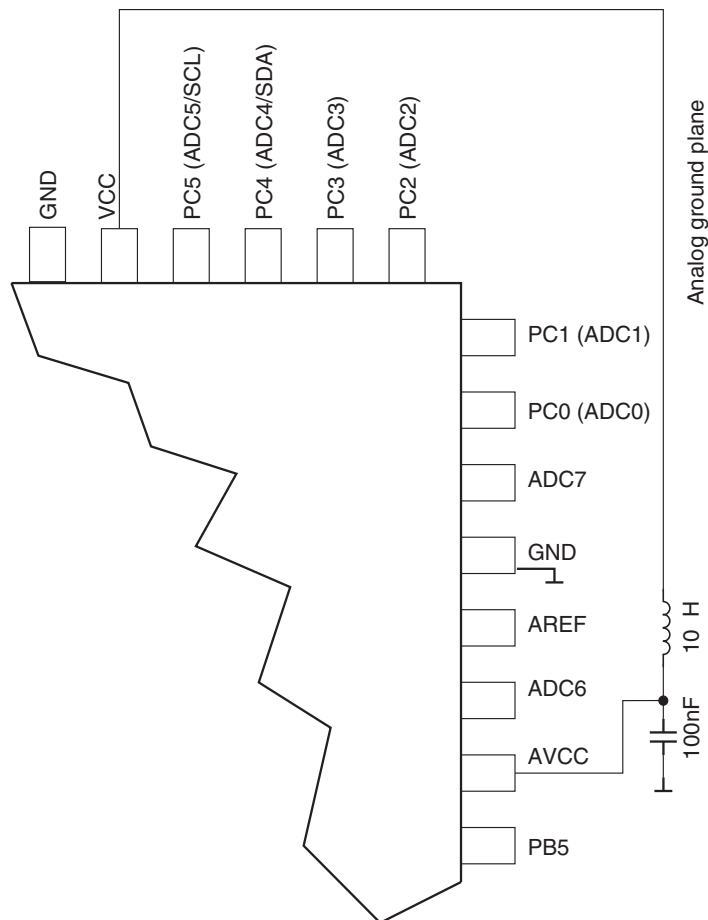 GND
VCC
PC5 (ADC5/SCL)
PC4 (ADC4/SDA)
PC3 (ADC3)
PC2 (ADC2)
Analog ground plane
PC1 (ADC1)
PC0 (ADC0)
ADC7
GND
AREF
10 H
ADC6
AVCC
100nF
PB5